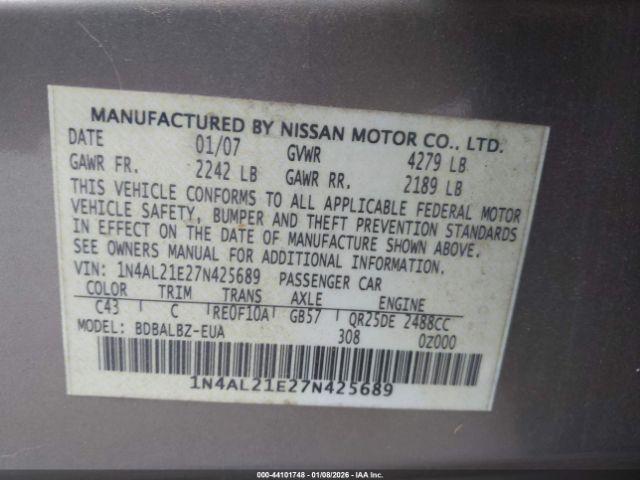 MANUFACTURED BY NISSAN MOTOR CO., LTD.
DATE 01/07 GVWR 4279 LB
GAWR FR. 2242 LB GAWR RR. 2189 LB
THIS VEHICLE CONFORMS TO ALL APPLICABLE FEDERAL MOTOR
VEHICLE SAFETY, BUMPER AND THEFT PREVENTION STANDARDS
IN EFFECT ON THE DATE OF MANUFACTURE SHOWN ABOVE.
SEE OWNERS MANUAL FOR ADDITIONAL INFORMATION.
VIN: 1N4AL21E27N425689 PASSENGER CAR
COLOR TRIM TRANS AXLE ENGINE
C43 C RE0F10A GB57 QR25DE 2488CC
MODEL: BDBALBZ-EUA 308 0Z000
1N4AL21E27N425689
000-44101748 - 01/08/2026 - IAA Inc.